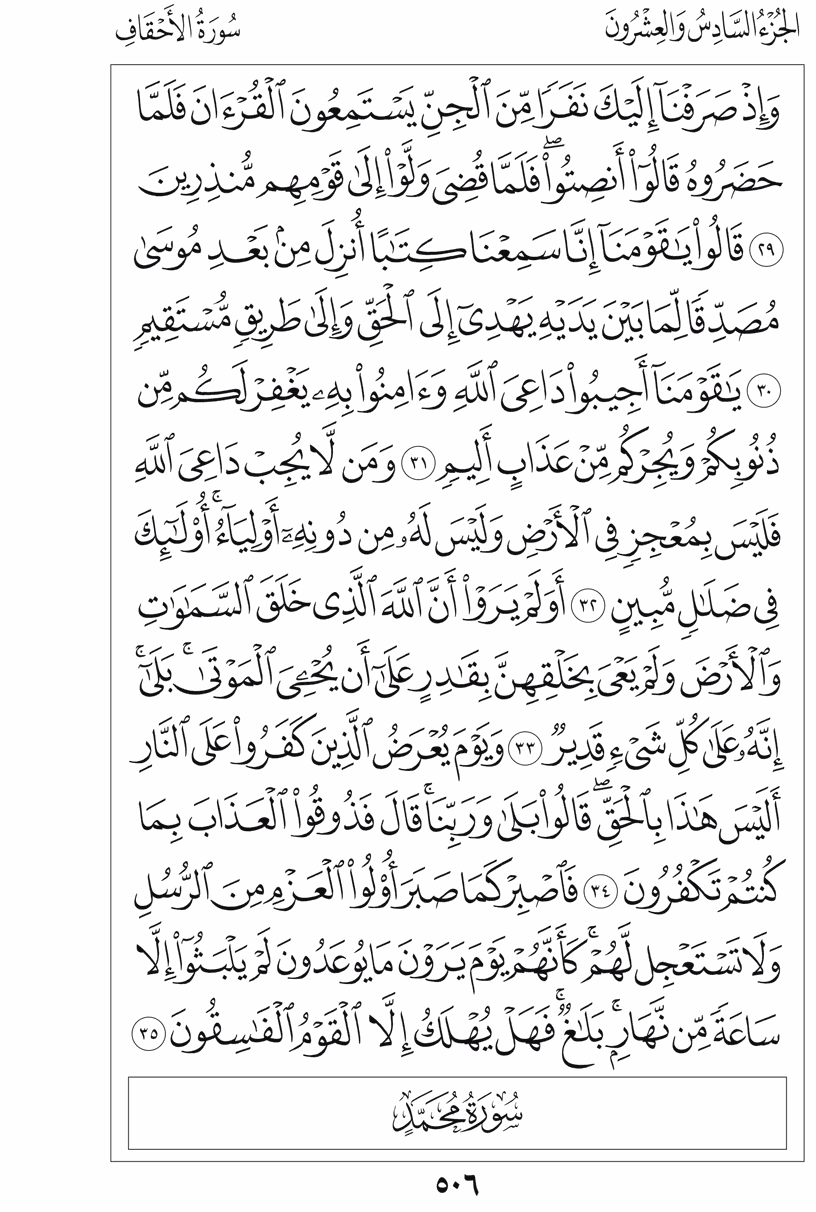 الجُزْءُ السَّادِسُ وَالعِشْرُونَ
سُورَةُ الأَحْقَافِ
وَإِذْ صَرَفْنَآ إِلَيْكَ نَفَرٗا مِّنَ ٱلْجِنِّ يَسْتَمِعُونَ ٱلْقُرْءَانَ فَلَمَّا
حَضَرُوهُ قَالُوٓاْ أَنصِتُواْۖ فَلَمَّا قُضِىَ وَلَّوْاْ إِلَىٰ قَوْمِهِم مُّنذِرِينَ
٢٩ قَالُواْ يَٰقَوْمَنَآ إِنَّا سَمِعْنَا كِتَٰبًا أُنزِلَ مِنۢ بَعْدِ مُوسَىٰ
مُصَدِّقٗا لِّمَا بَيْنَ يَدَيْهِ يَهْدِىٓ إِلَى ٱلْحَقِّ وَإِلَىٰ طَرِيقٖ مُّسْتَقِيمٖ
٣٠ يَٰقَوْمَنَآ أَجِيبُواْ دَاعِىَ ٱللَّهِ وَءَامِنُواْ بِهِۦ يَغْفِرْ لَكُم مِّن
ذُنُوبِكُمْ وَيُجِرْكُم مِّنْ عَذَابٍ أَلِيمٖ ٣١ وَمَن لَّا يُجِبْ دَاعِىَ ٱللَّهِ
فَلَيْسَ بِمُعْجِزٖ فِى ٱلْأَرْضِ وَلَيْسَ لَهُۥ مِن دُونِهِۦٓ أَوْلِيَآءُۚ أُوْلَٰٓئِكَ
فِى ضَلَٰلٖ مُّبِينٍ ٣٢ أَوَلَمْ يَرَوْاْ أَنَّ ٱللَّهَ ٱلَّذِى خَلَقَ ٱلسَّمَٰوَٰتِ
وَٱلْأَرْضَ وَلَمْ يَعْىَ بِخَلْقِهِنَّ بِقَٰدِرٍ عَلَىٰٓ أَن يُحْـِۧىَ ٱلْمَوْتَىٰۚ بَلَىٰٓۚ
إِنَّهُۥ عَلَىٰ كُلِّ شَىْءٖ قَدِيرٞ ٣٣ وَيَوْمَ يُعْرَضُ ٱلَّذِينَ كَفَرُواْ عَلَى ٱلنَّارِ
أَلَيْسَ هَٰذَا بِٱلْحَقِّۖ قَالُواْ بَلَىٰ وَرَبِّنَاۚ قَالَ فَذُوقُواْ ٱلْعَذَابَ بِمَا
كُنتُمْ تَكْفُرُونَ ٣٤ فَٱصْبِرْ كَمَا صَبَرَ أُوْلُواْ ٱلْعَزْمِ مِنَ ٱلرُّسُلِ
وَلَا تَسْتَعْجِل لَّهُمْۚ كَأَنَّهُمْ يَوْمَ يَرَوْنَ مَا يُوعَدُونَ لَمْ يَلْبَثُوٓاْ إِلَّا
سَاعَةٗ مِّن نَّهَارِۭۚ بَلَٰغٞۚ فَهَلْ يُهْلَكُ إِلَّا ٱلْقَوْمُ ٱلْفَٰسِقُونَ ٣٥
سُورَةُ مُحَمَّدٍ
٥٠٦